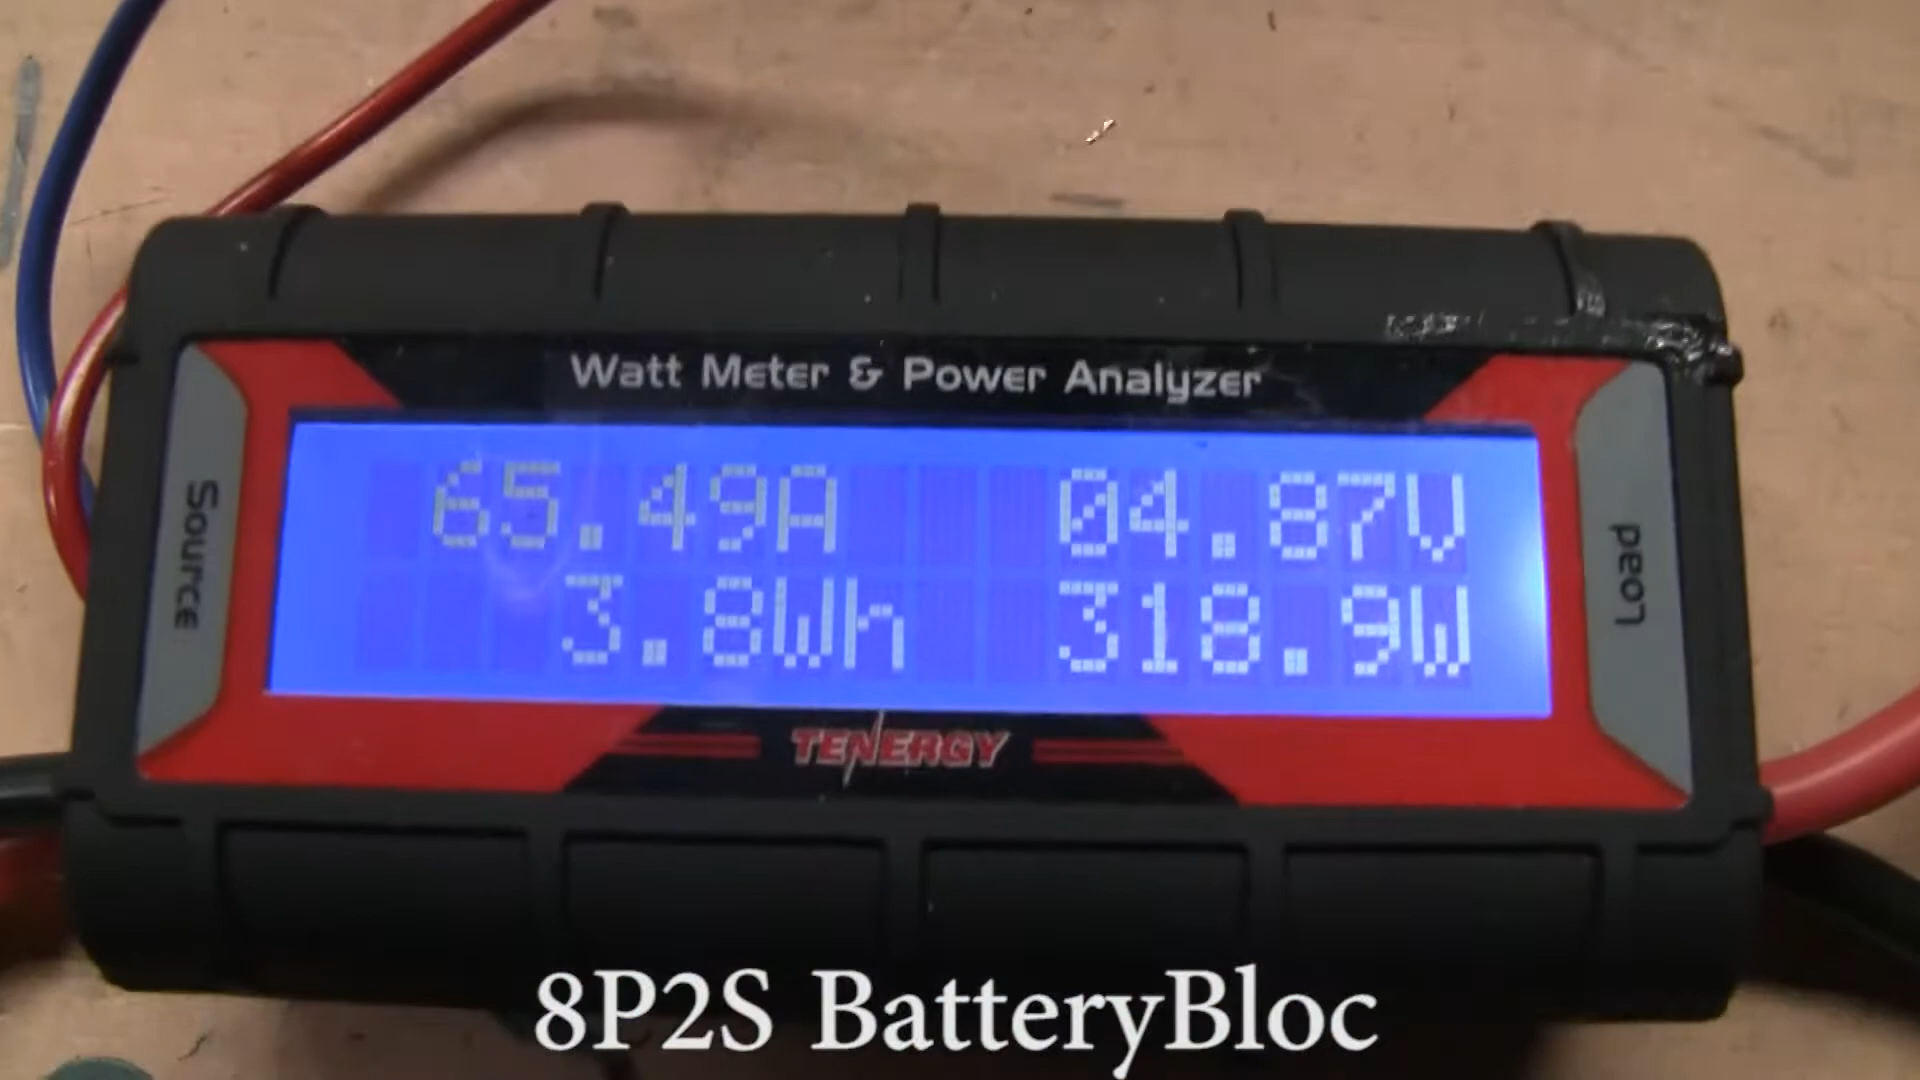 Watt Meter & Power Analyzer
Source
65.49A 04.87V
3.8Wh 318.9W
Load
TENERGY
8P2S BatteryBloc